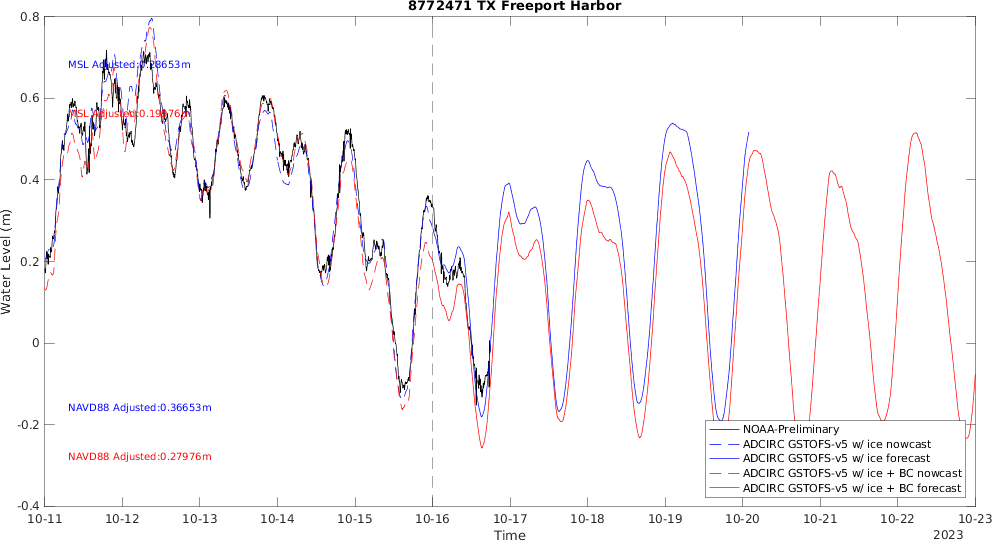 8772471 TX Freeport Harbor
0.8
0.6
0.4
0.2
0
-0.2
-0.4
Water Level (m)
MSL Adjusted:0.28653m
MSL Adjusted:0.19976m
NAVD88 Adjusted:0.36653m
NAVD88 Adjusted:0.27976m
NOAA-Preliminary
ADCIRC GSTOFS-v5 w/ ice nowcast
ADCIRC GSTOFS-v5 w/ ice forecast
ADCIRC GSTOFS-v5 w/ ice + BC nowcast
ADCIRC GSTOFS-v5 w/ ice + BC forecast
10-11 10-12 10-13 10-14 10-15 10-16 10-17 10-18 10-19 10-20 10-21 10-22 10-23
Time
2023